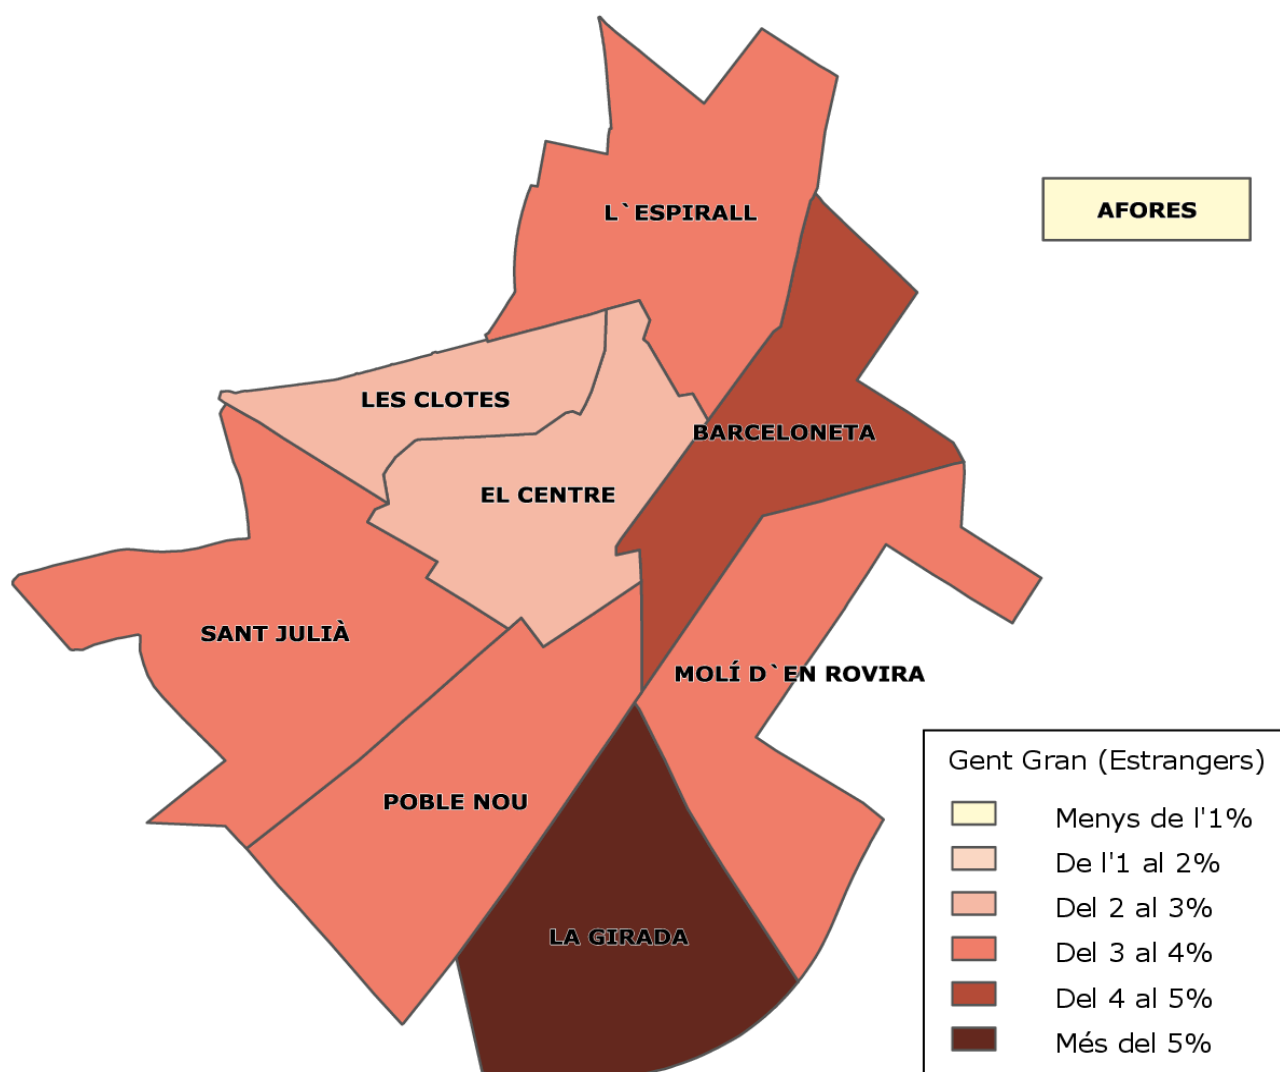 L`ESPIRALL
AFORES
LES CLOTES
BARCELONETA
EL CENTRE
SANT JULIÀ
MOLÍ D`EN ROVIRA
POBLE NOU
LA GIRADA
Gent Gran (Estrangers)
Menys de l'1%
De l'1 al 2%
Del 2 al 3%
Del 3 al 4%
Del 4 al 5%
Més del 5%